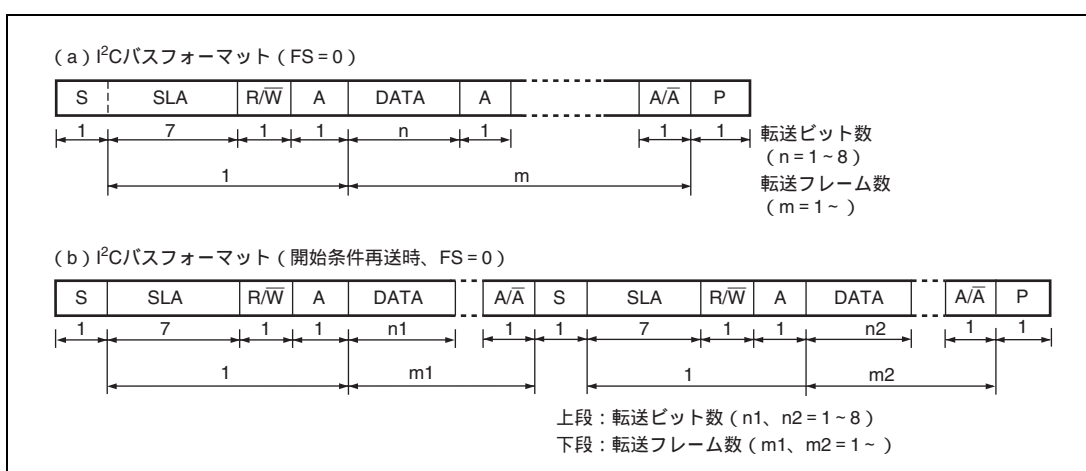 (a)I²Cバスフォーマット(FS=0)
S SLA R/W̅ A DATA A A/A̅ P
1 7 1 1 n 1 1 1 転送ビット数
(n=1~8)
1 m 転送フレーム数
(m=1~)
(b)I²Cバスフォーマット(開始条件再送時、FS=0)
S SLA R/W̅ A DATA A/A̅ S SLA R/W̅ A DATA A/A̅ P
1 7 1 1 n1 1 1 7 1 1 n2 1 1
1 m1 1 m2
上段:転送ビット数(n1、n2=1~8)
下段:転送フレーム数(m1、m2=1~)